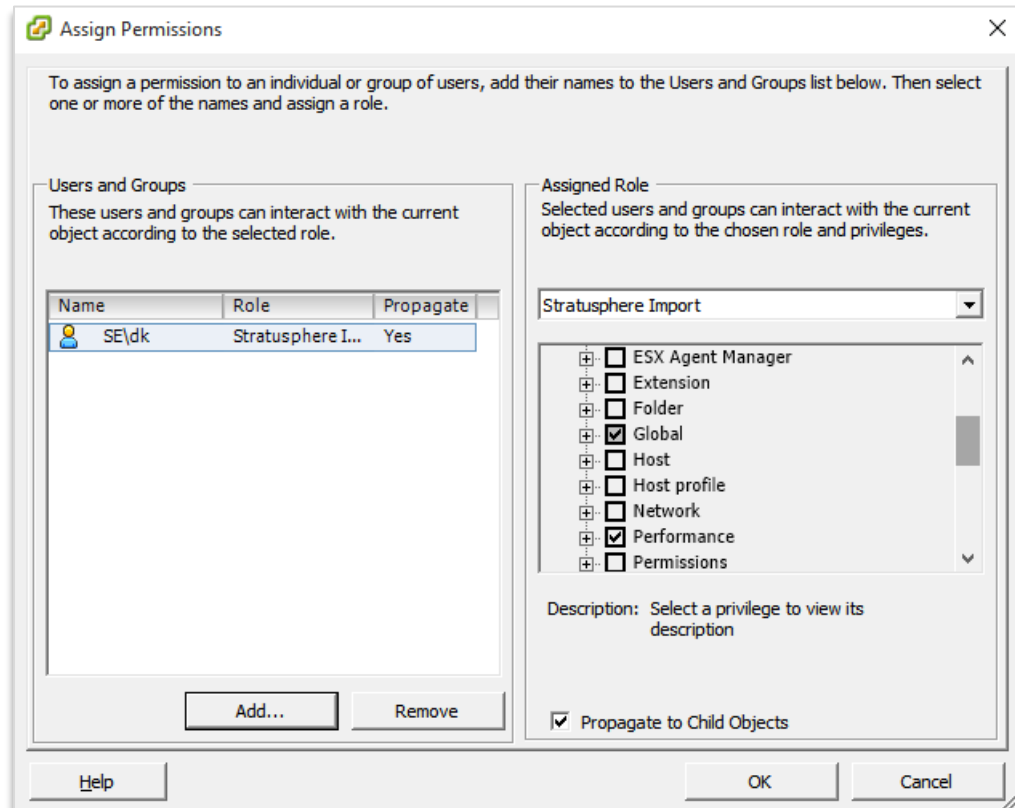 Assign Permissions
To assign a permission to an individual or group of users, add their names to the Users and Groups list below. Then select
one or more of the names and assign a role.
Users and Groups
These users and groups can interact with the current
object according to the selected role.
Name Role Propagate
SE\dk Stratusphere I... Yes
Add... Remove
Assigned Role
Selected users and groups can interact with the current
object according to the chosen role and privileges.
Stratusphere Import
ESX Agent Manager
Extension
Folder
Global
Host
Host profile
Network
Performance
Permissions
Description: Select a privilege to view its
description
Propagate to Child Objects
Help OK Cancel